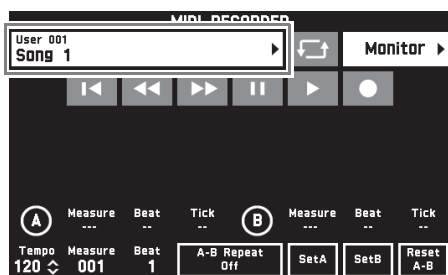 MIDI RECORDER
User 001
Song 1
Monitor
A Measure Beat Tick B Measure Beat Tick
--- -- -- --- -- --
Tempo Measure Beat A-B Repeat SetA SetB Reset
120 001 1 Off A-B